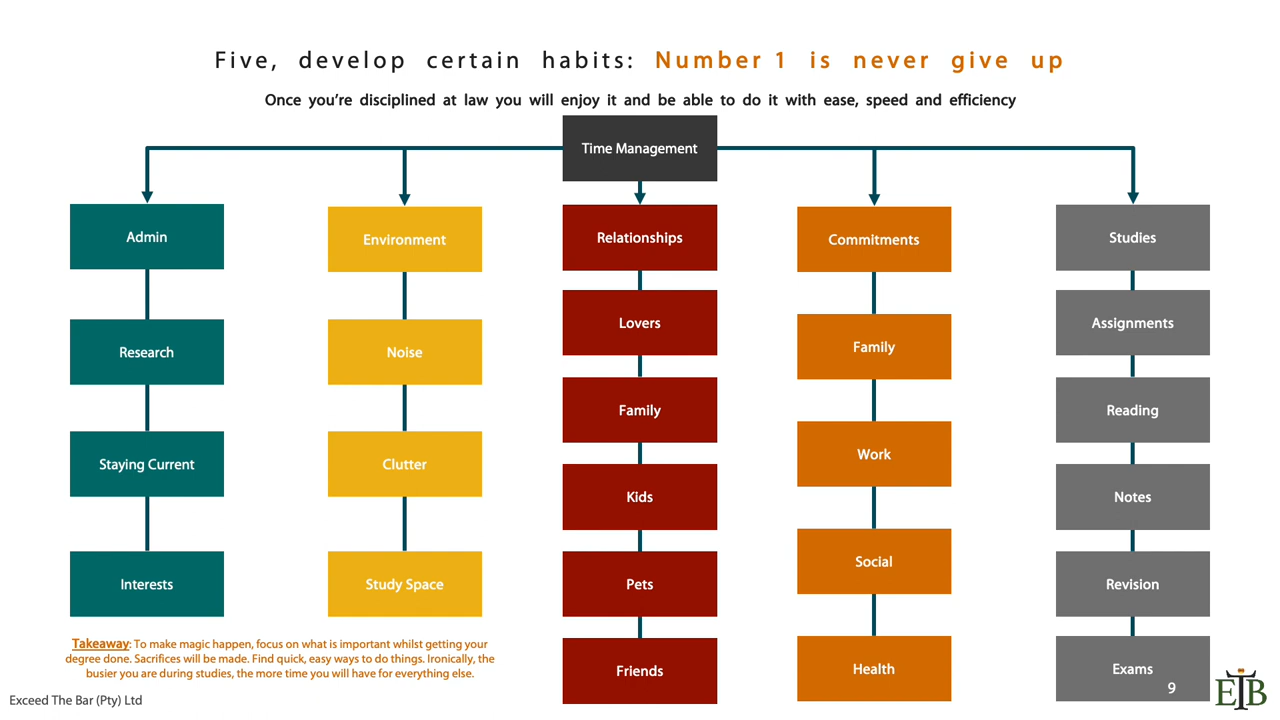 Five, develop certain habits: Number 1 is never give up
Once you're disciplined at law you will enjoy it and be able to do it with ease, speed and efficiency
Time Management
Admin
Research
Staying Current
Interests
Environment
Noise
Clutter
Study Space
Relationships
Lovers
Family
Kids
Pets
Friends
Commitments
Family
Work
Social
Health
Studies
Assignments
Reading
Notes
Revision
Exams
Takeaway: To make magic happen, focus on what is important whilst getting your
degree done. Sacrifices will be made. Find quick, easy ways to do things. Ironically, the
busier you are during studies, the more time you will have for everything else.
Exceed The Bar (Pty) Ltd
9
ETB